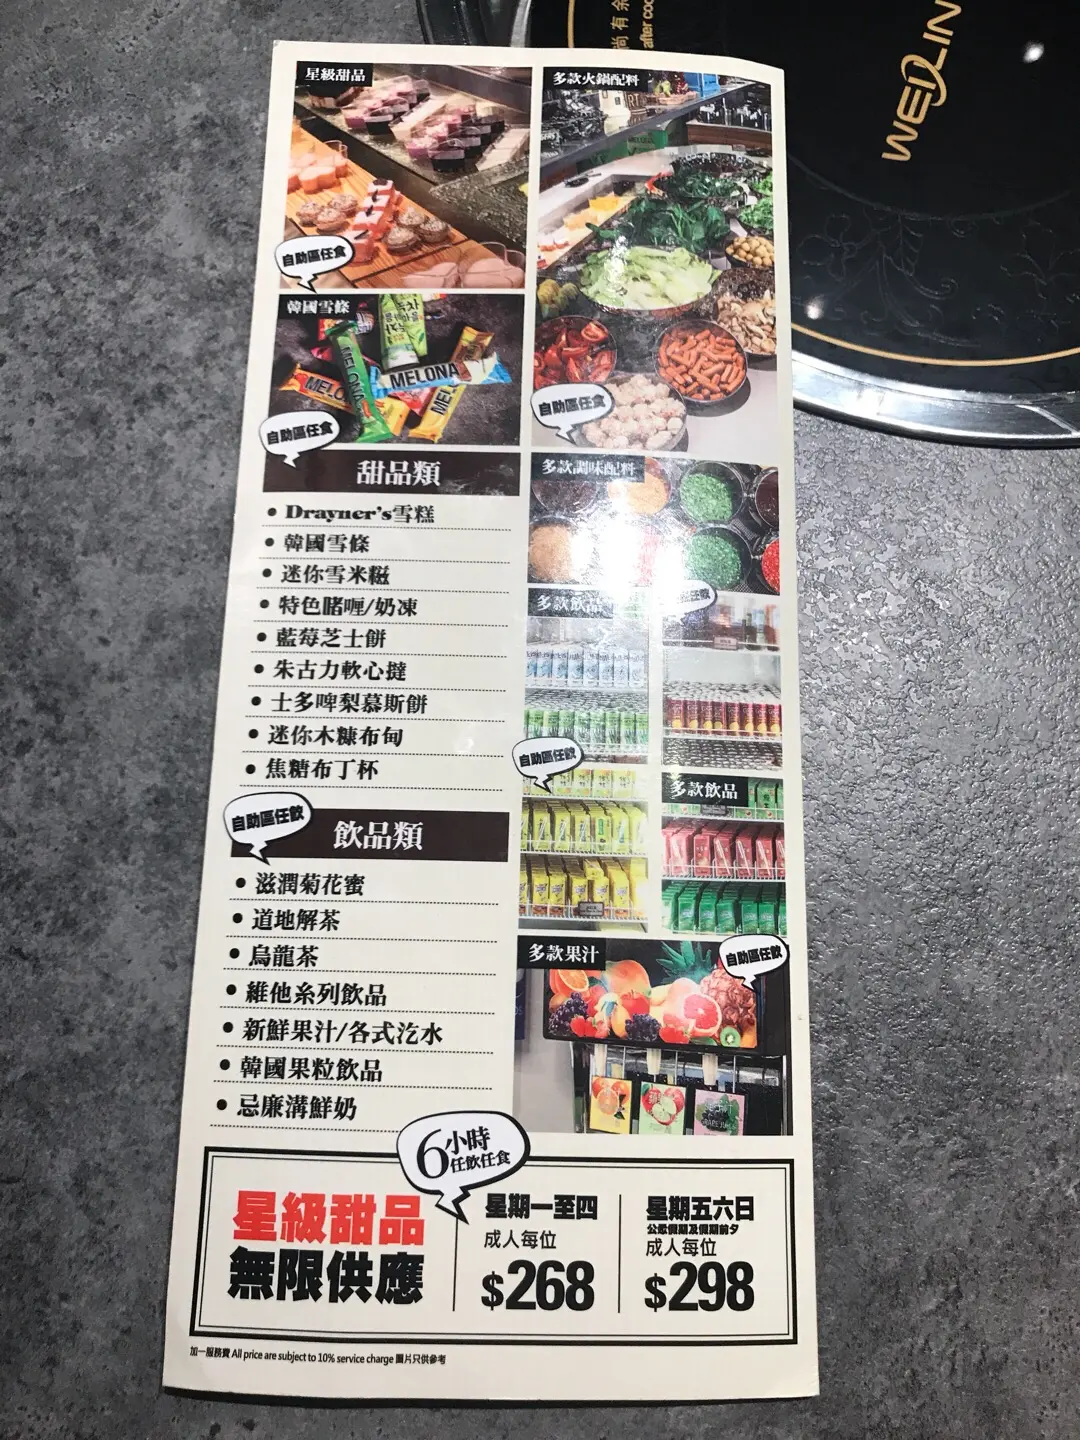 尚有余
after coo
WEIDLIN
星級甜品
自助區任食
韓國雪條
MELONA
MELONA
自助區任食
多款火鍋配料
自助區任食
甜品類
• Drayner's雪糕
• 韓國雪條
• 迷你雪米糍
• 特色啫喱/奶凍
• 藍莓芝士餅
• 朱古力軟心撻
• 士多啤梨慕斯餅
• 迷你木糠布甸
• 焦糖布丁杯
自助區任飲
飲品類
• 滋潤菊花蜜
• 道地解茶
• 烏龍茶
• 維他系列飲品
• 新鮮果汁/各式汽水
• 韓國果粒飲品
• 忌廉溝鮮奶
多款調味配料
多款飲品
自助區任飲
多款飲品
多款果汁
自助區任飲
6小時
任飲任食
星級甜品
無限供應
星期一至四
成人每位
$268
星期五六日
公眾假期及假期前夕
成人每位
$298
加一服務費 All price are subject to 10% service charge 圖片只供參考